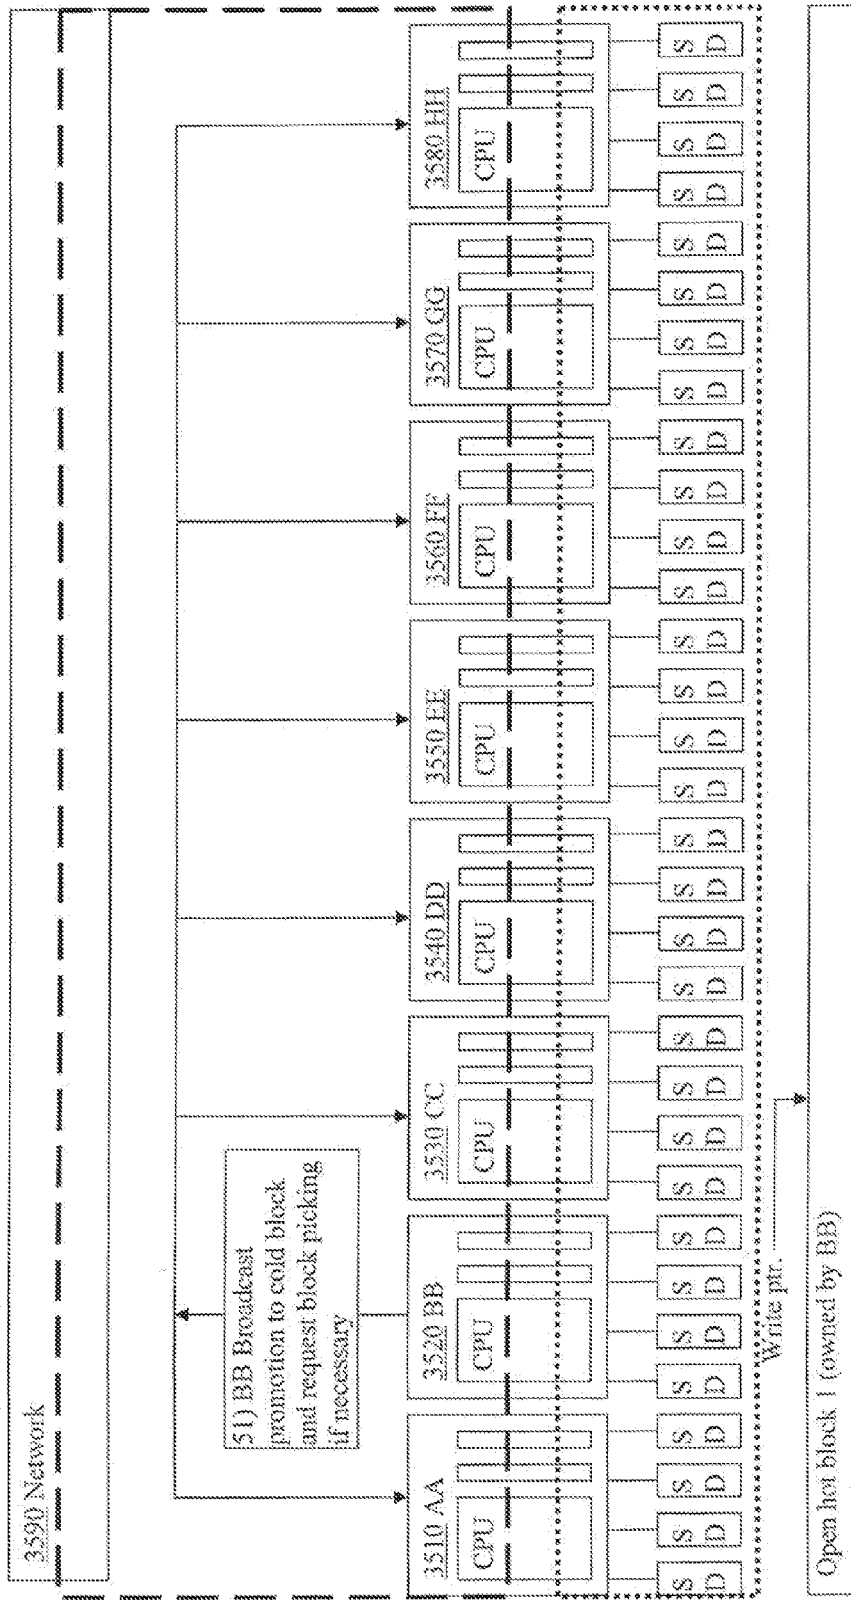 3590 Network
51) BB Broadcast
promotion to cold block
and request block picking
if necessary
3510 AA 3520 BB 3530 CC 3540 DD 3550 EE 3560 FF 3570 GG 3580 HH
CPU CPU CPU CPU CPU CPU CPU CPU
S S S S S S S S S S S S S S S S S S S S S S S S S S S S S S S S
D D D D D D D D D D D D D D D D D D D D D D D D D D D D D D D D
Write ptr.
Open hot block 1 (owned by BB)